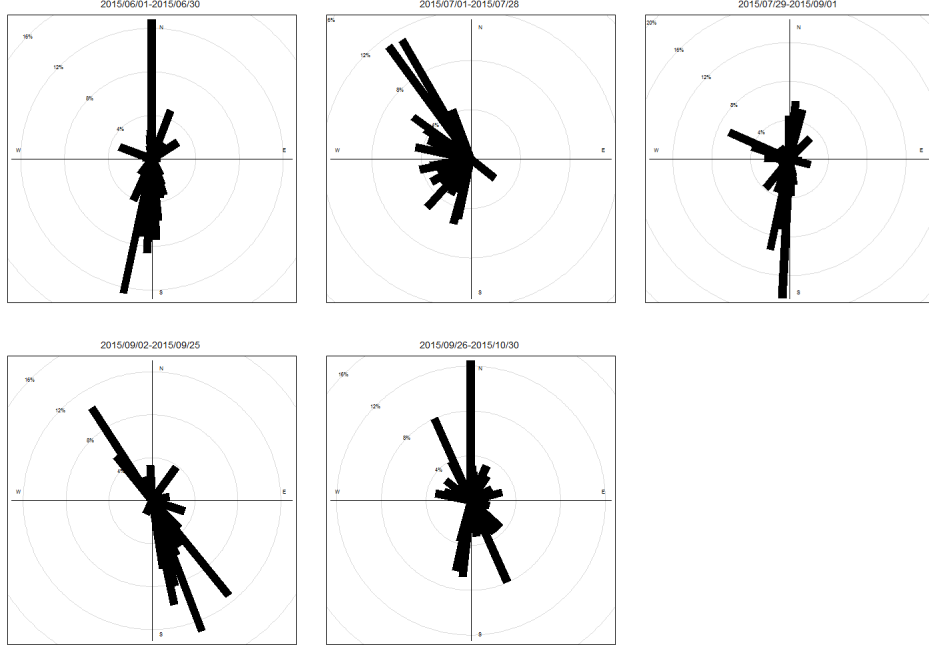 2015/06/01-2015/06/30
N
16%
12%
8%
4%
W
E
S
2015/07/01-2015/07/28
N
12%
8%
4%
W
E
S
2015/07/29-2015/09/01
20%
N
16%
12%
8%
4%
W
E
S
2015/09/02-2015/09/25
N
16%
12%
8%
4%
W
E
S
2015/09/26-2015/10/30
N
16%
12%
8%
4%
W
E
S